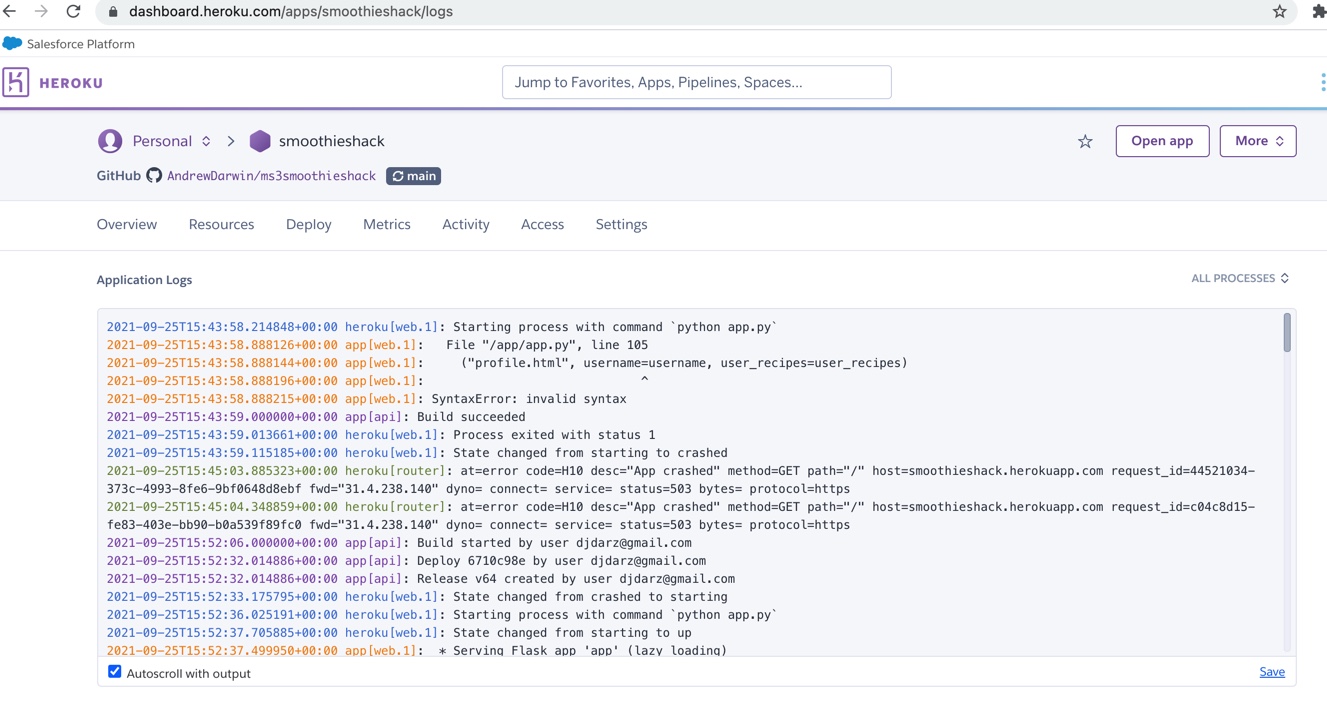 dashboard.heroku.com/apps/smoothieshack/logs
Salesforce Platform
HEROKU
Jump to Favorites, Apps, Pipelines, Spaces...
Personal
smoothieshack
Open app
More
GitHub AndrewDarwin/ms3smoothieshack main
Overview Resources Deploy Metrics Activity Access Settings
Application Logs
ALL PROCESSES
2021-09-25T15:43:58.214848+00:00 heroku[web.1]: Starting process with command `python app.py`
2021-09-25T15:43:58.888126+00:00 app[web.1]:   File "/app/app.py", line 105
2021-09-25T15:43:58.888144+00:00 app[web.1]:     ("profile.html", username=username, user_recipes=user_recipes)
2021-09-25T15:43:58.888196+00:00 app[web.1]:                              ^
2021-09-25T15:43:58.888215+00:00 app[web.1]: SyntaxError: invalid syntax
2021-09-25T15:43:59.000000+00:00 app[api]: Build succeeded
2021-09-25T15:43:59.013661+00:00 heroku[web.1]: Process exited with status 1
2021-09-25T15:43:59.115185+00:00 heroku[web.1]: State changed from starting to crashed
2021-09-25T15:45:03.885323+00:00 heroku[router]: at=error code=H10 desc="App crashed" method=GET path="/" host=smoothieshack.herokuapp.com request_id=44521034-
373c-4993-8fe6-9bf0648d8ebf fwd="31.4.238.140" dyno= connect= service= status=503 bytes= protocol=https
2021-09-25T15:45:04.348859+00:00 heroku[router]: at=error code=H10 desc="App crashed" method=GET path="/" host=smoothieshack.herokuapp.com request_id=c04c8d15-
fe83-403e-bb90-b0a539f89fc0 fwd="31.4.238.140" dyno= connect= service= status=503 bytes= protocol=https
2021-09-25T15:52:06.000000+00:00 app[api]: Build started by user djdarz@gmail.com
2021-09-25T15:52:32.014886+00:00 app[api]: Deploy 6710c98e by user djdarz@gmail.com
2021-09-25T15:52:32.014886+00:00 app[api]: Release v64 created by user djdarz@gmail.com
2021-09-25T15:52:33.175795+00:00 heroku[web.1]: State changed from crashed to starting
2021-09-25T15:52:36.025191+00:00 heroku[web.1]: Starting process with command `python app.py`
2021-09-25T15:52:37.705885+00:00 heroku[web.1]: State changed from starting to up
2021-09-25T15:52:37.499950+00:00 app[web.1]:  * Serving Flask app 'app' (lazy loading)
Autoscroll with output
Save